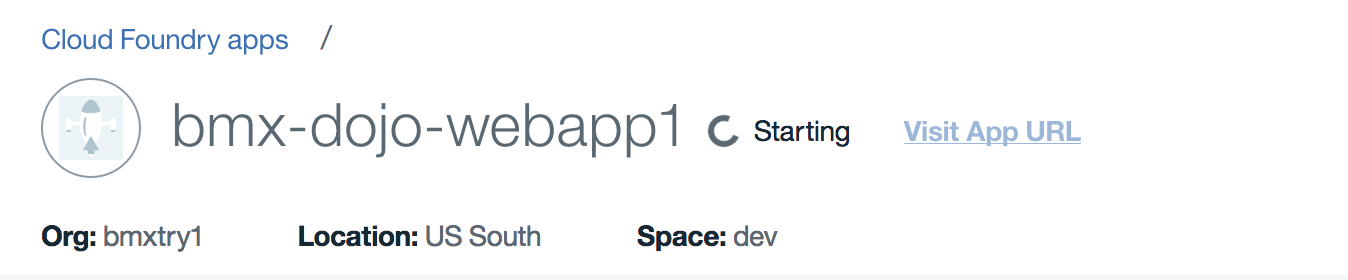 Cloud Foundry apps /
bmx-dojo-webapp1 Starting Visit App URL
Org: bmxtry1 Location: US South Space: dev